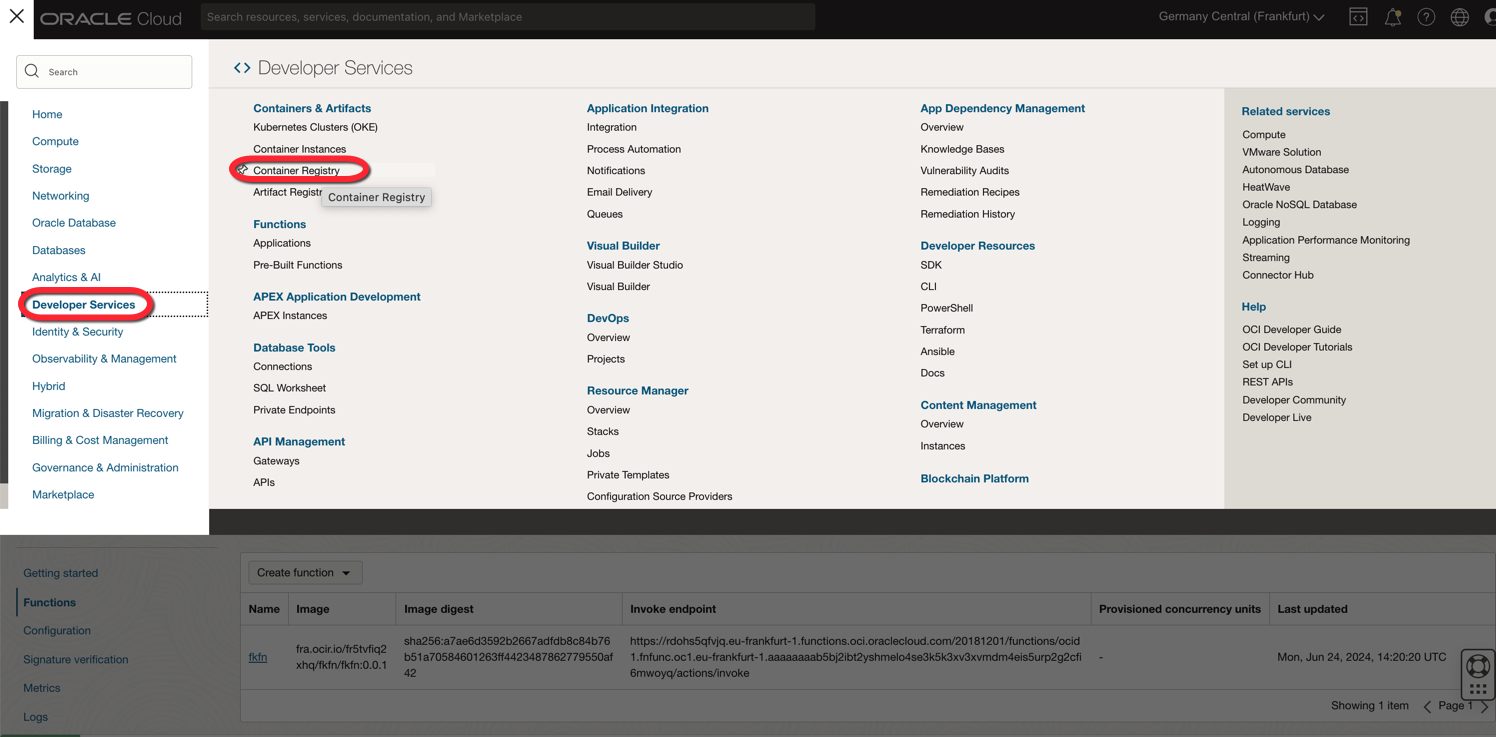 ORACLE Cloud
Search resources, services, documentation, and Marketplace
Germany Central (Frankfurt)
Search
Home
Compute
Storage
Networking
Oracle Database
Databases
Analytics & AI
Developer Services
Identity & Security
Observability & Management
Hybrid
Migration & Disaster Recovery
Billing & Cost Management
Governance & Administration
Marketplace
Developer Services
Containers & Artifacts
Kubernetes Clusters (OKE)
Container Instances
Container Registry
Artifact Registr
Container Registry
Functions
Applications
Pre-Built Functions
APEX Application Development
APEX Instances
Database Tools
Connections
SQL Worksheet
Private Endpoints
API Management
Gateways
APIs
Application Integration
Integration
Process Automation
Notifications
Email Delivery
Queues
Visual Builder
Visual Builder Studio
Visual Builder
DevOps
Overview
Projects
Resource Manager
Overview
Stacks
Jobs
Private Templates
Configuration Source Providers
App Dependency Management
Overview
Knowledge Bases
Vulnerability Audits
Remediation Recipes
Remediation History
Developer Resources
SDK
CLI
PowerShell
Terraform
Ansible
Docs
Content Management
Overview
Instances
Blockchain Platform
Related services
Compute
VMware Solution
Autonomous Database
HeatWave
Oracle NoSQL Database
Logging
Application Performance Monitoring
Streaming
Connector Hub
Help
OCI Developer Guide
OCI Developer Tutorials
Set up CLI
REST APIs
Developer Community
Developer Live
Getting started
Functions
Configuration
Signature verification
Metrics
Logs
Create function
Name Image Image digest Invoke endpoint Provisioned concurrency units Last updated
fkfn
fra.ocir.io/fr5tvfiq2
xhq/fkfn/fkfn:0.0.1
sha256:a7ae6d3592b2667adfdb8c84b76
b51a70584601263ff4423487862779550af
42
https://rdohs5qfvjq.eu-frankfurt-1.functions.oci.oraclecloud.com/20181201/functions/ocid
1.fnfunc.oc1.eu-frankfurt-1.aaaaaaaab5bj2ibt2yshmelo4se3k5k3xv3xvmdm4eis5urp2g2cfi
6mwoyq/actions/invoke
-
Mon, Jun 24, 2024, 14:20:20 UTC
Showing 1 item Page 1